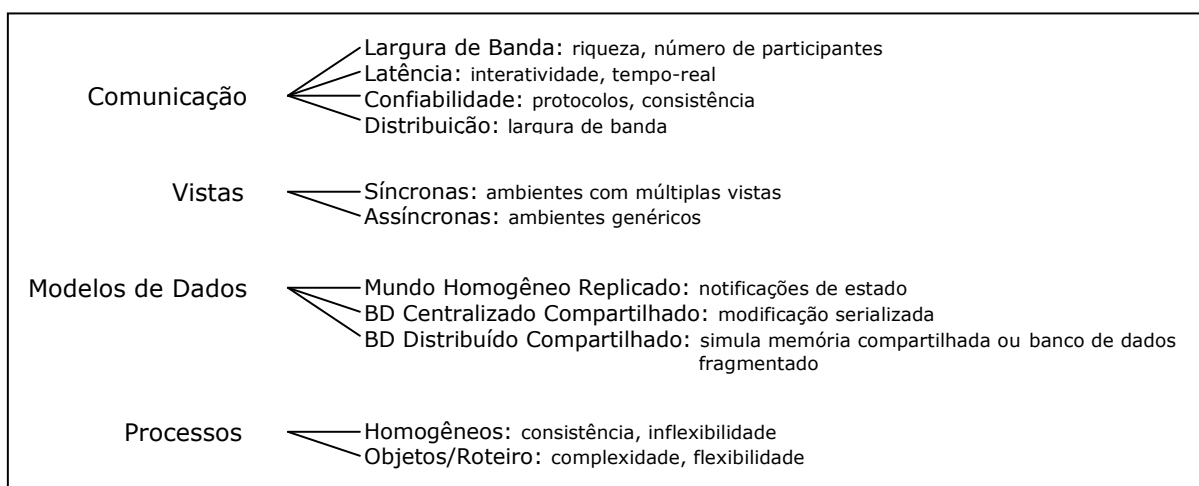 Largura de Banda: riqueza, número de participantes
Latência: interatividade, tempo-real
Comunicação
Confiabilidade: protocolos, consistência
Distribuicão: largura de banda
Vistas
Síncronas: ambientes com múltiplas vistas
Assíncronas: ambientes genéricos
Modelos de Dados
Mundo Homogêneo Replicado: notificações de estado
BD Centralizado Compartilhado: modificação serializada
BD Distribuído Compartilhado: simula memória compartilhada ou banco de dados
fragmentado
Processos
Homogêneos: consistência, inflexibilidade
Objetos/Roteiro: complexidade, flexibilidade